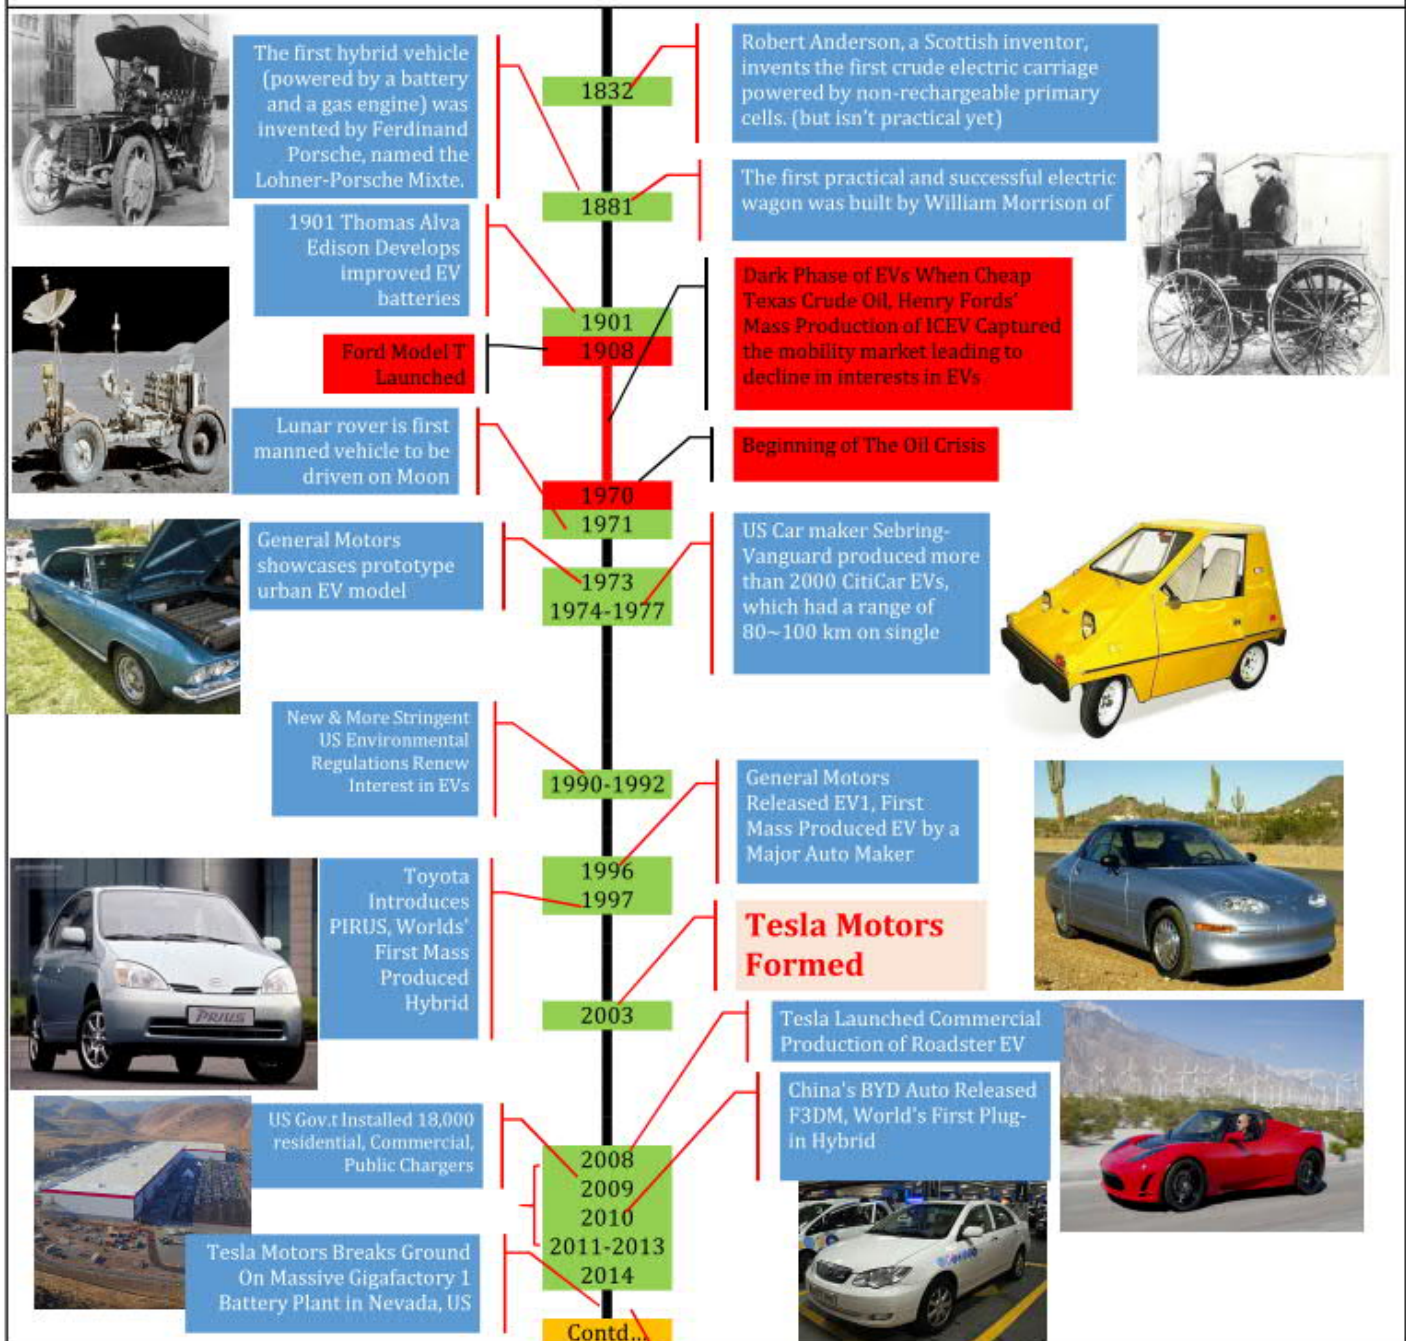 The first hybrid vehicle
(powered by a battery
and a gas engine) was
invented by Ferdinand
Porsche, named the
Lohner-Porsche Mixte.
1832
Robert Anderson, a Scottish inventor,
invents the first crude electric carriage
powered by non-rechargeable primary
cells. (but isn't practical yet)
1881
The first practical and successful electric
wagon was built by William Morrison of
1901 Thomas Alva
Edison Develops
improved EV
batteries
1901
Ford Model T
Launched
1908
Dark Phase of EVs When Cheap
Texas Crude Oil, Henry Fords'
Mass Production of ICEV Captured
the mobility market leading to
decline in interests in EVs
Beginning of The Oil Crisis
1970
Lunar rover is first
manned vehicle to be
driven on Moon
1971
General Motors
showcases prototype
urban EV model
1973
1974-1977
US Car maker Sebring-
Vanguard produced more
than 2000 CitiCar EVs,
which had a range of
80~100 km on single
New & More Stringent
US Environmental
Regulations Renew
Interest in EVs
1990-1992
General Motors
Released EV1, First
Mass Produced EV by a
Major Auto Maker
1996
1997
Toyota
Introduces
PIRUS, Worlds'
First Mass
Produced
Hybrid
PRIUS
Tesla Motors
Formed
2003
Tesla Launched Commercial
Production of Roadster EV
China's BYD Auto Released
F3DM, World's First Plug-
in Hybrid
US Gov.t Installed 18,000
residential, Commercial,
Public Chargers
2008
2009
2010
2011-2013
2014
Tesla Motors Breaks Ground
On Massive Gigafactory 1
Battery Plant in Nevada, US
Contd...